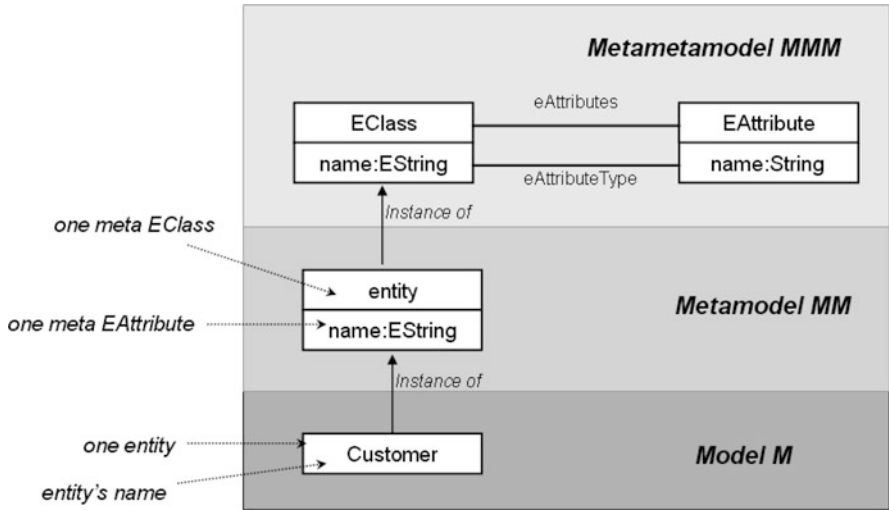 Metametamodel MMM
eAttributes
EClass
EAttribute
name:EString
name:String
eAttributeType
Instance of
one meta EClass
entity
Metamodel MM
one meta EAttribute
name:EString
Instance of
one entity
Customer
Model M
entity's name